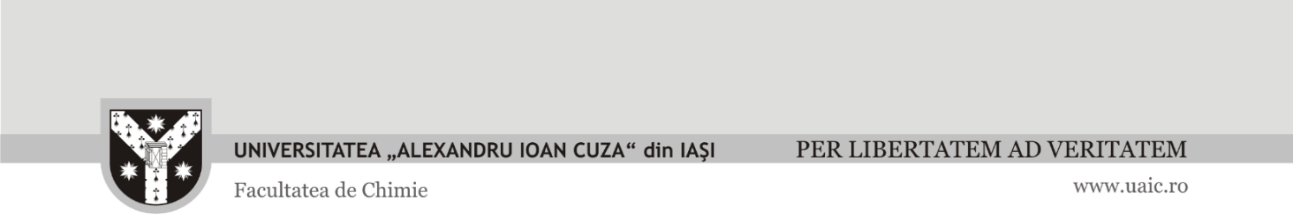 UNIVERSITATEA „ALEXANDRU IOAN CUZA“ din IAŞI PER LIBERTATEM AD VERITATEM
Facultatea de Chimie www.uaic.ro